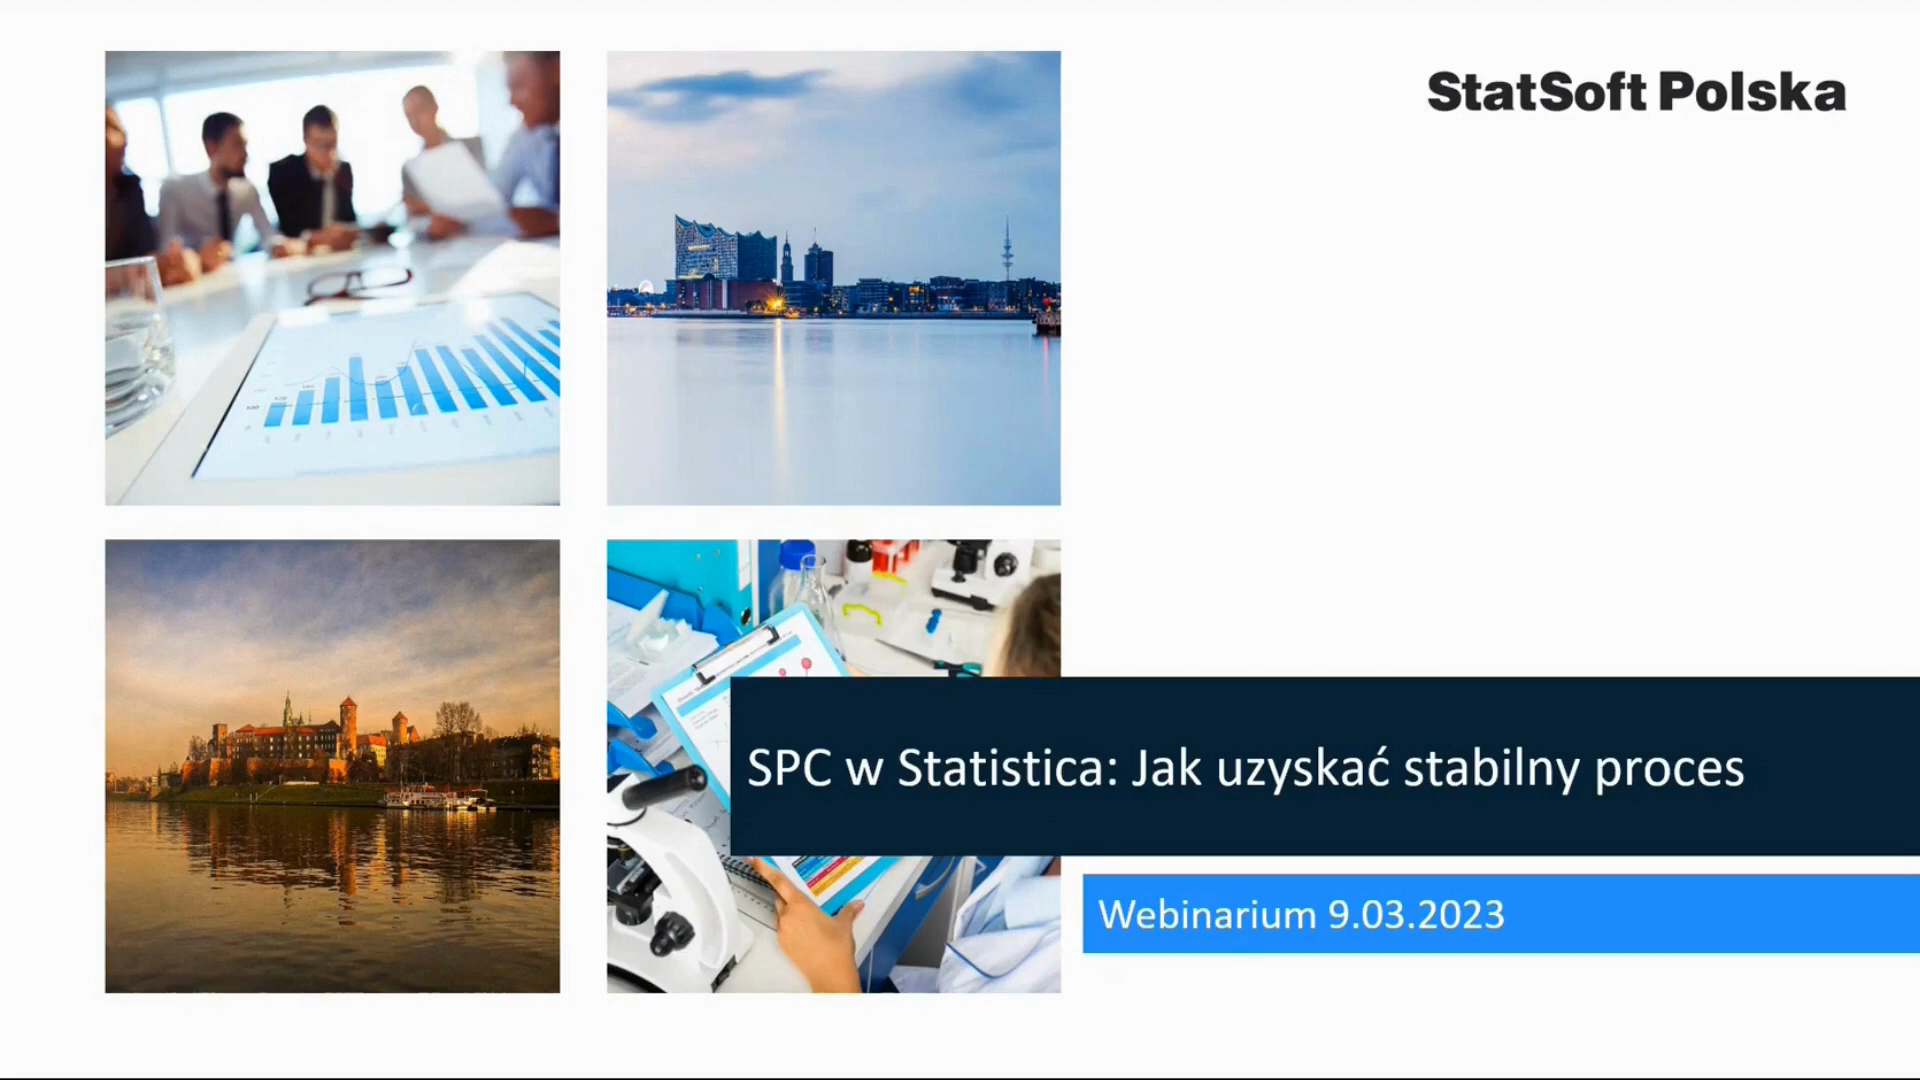 StatSoft Polska
SPC w Statistica: Jak uzyskać stabilny proces
Webinarium 9.03.2023